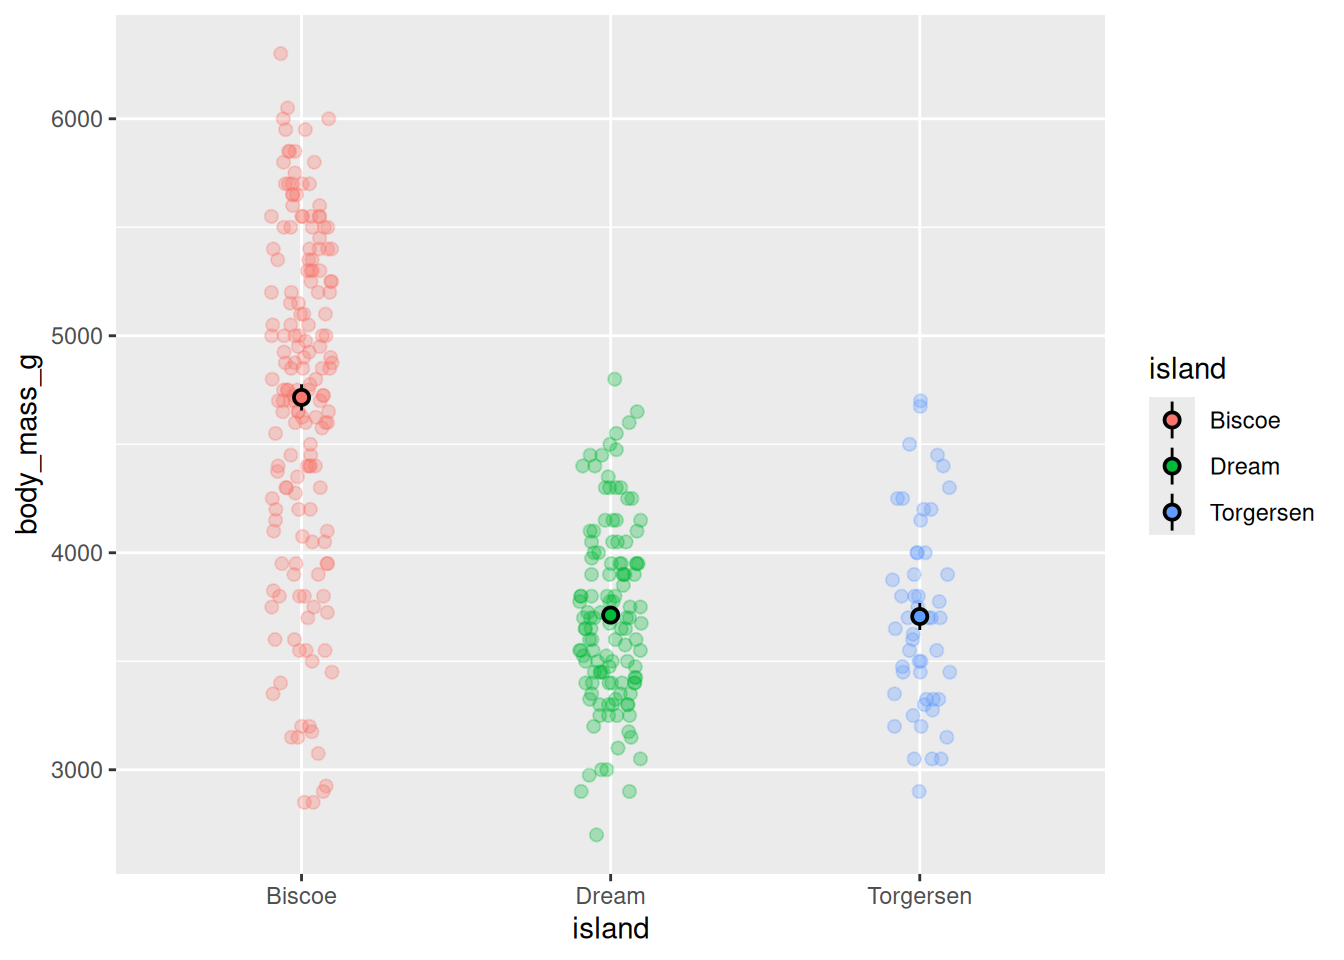 6000
5000
4000
3000
body_mass_g
Biscoe
Dream
Torgersen
island
island
Biscoe
Dream
Torgersen